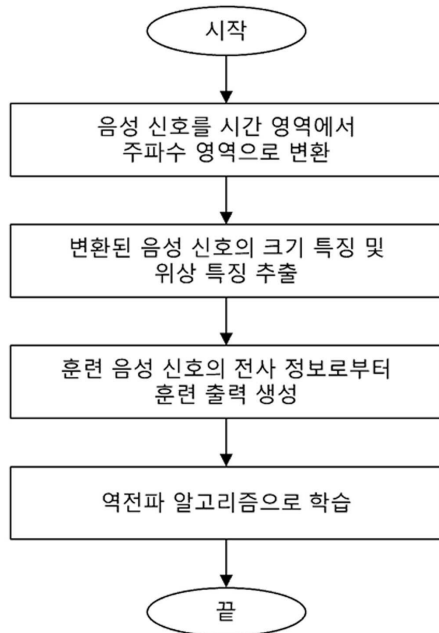 시작
음성 신호를 시간 영역에서
주파수 영역으로 변환
변환된 음성 신호의 크기 특징 및
위상 특징 추출
훈련 음성 신호의 전사 정보로부터
훈련 출력 생성
역전파 알고리즘으로 학습
끝